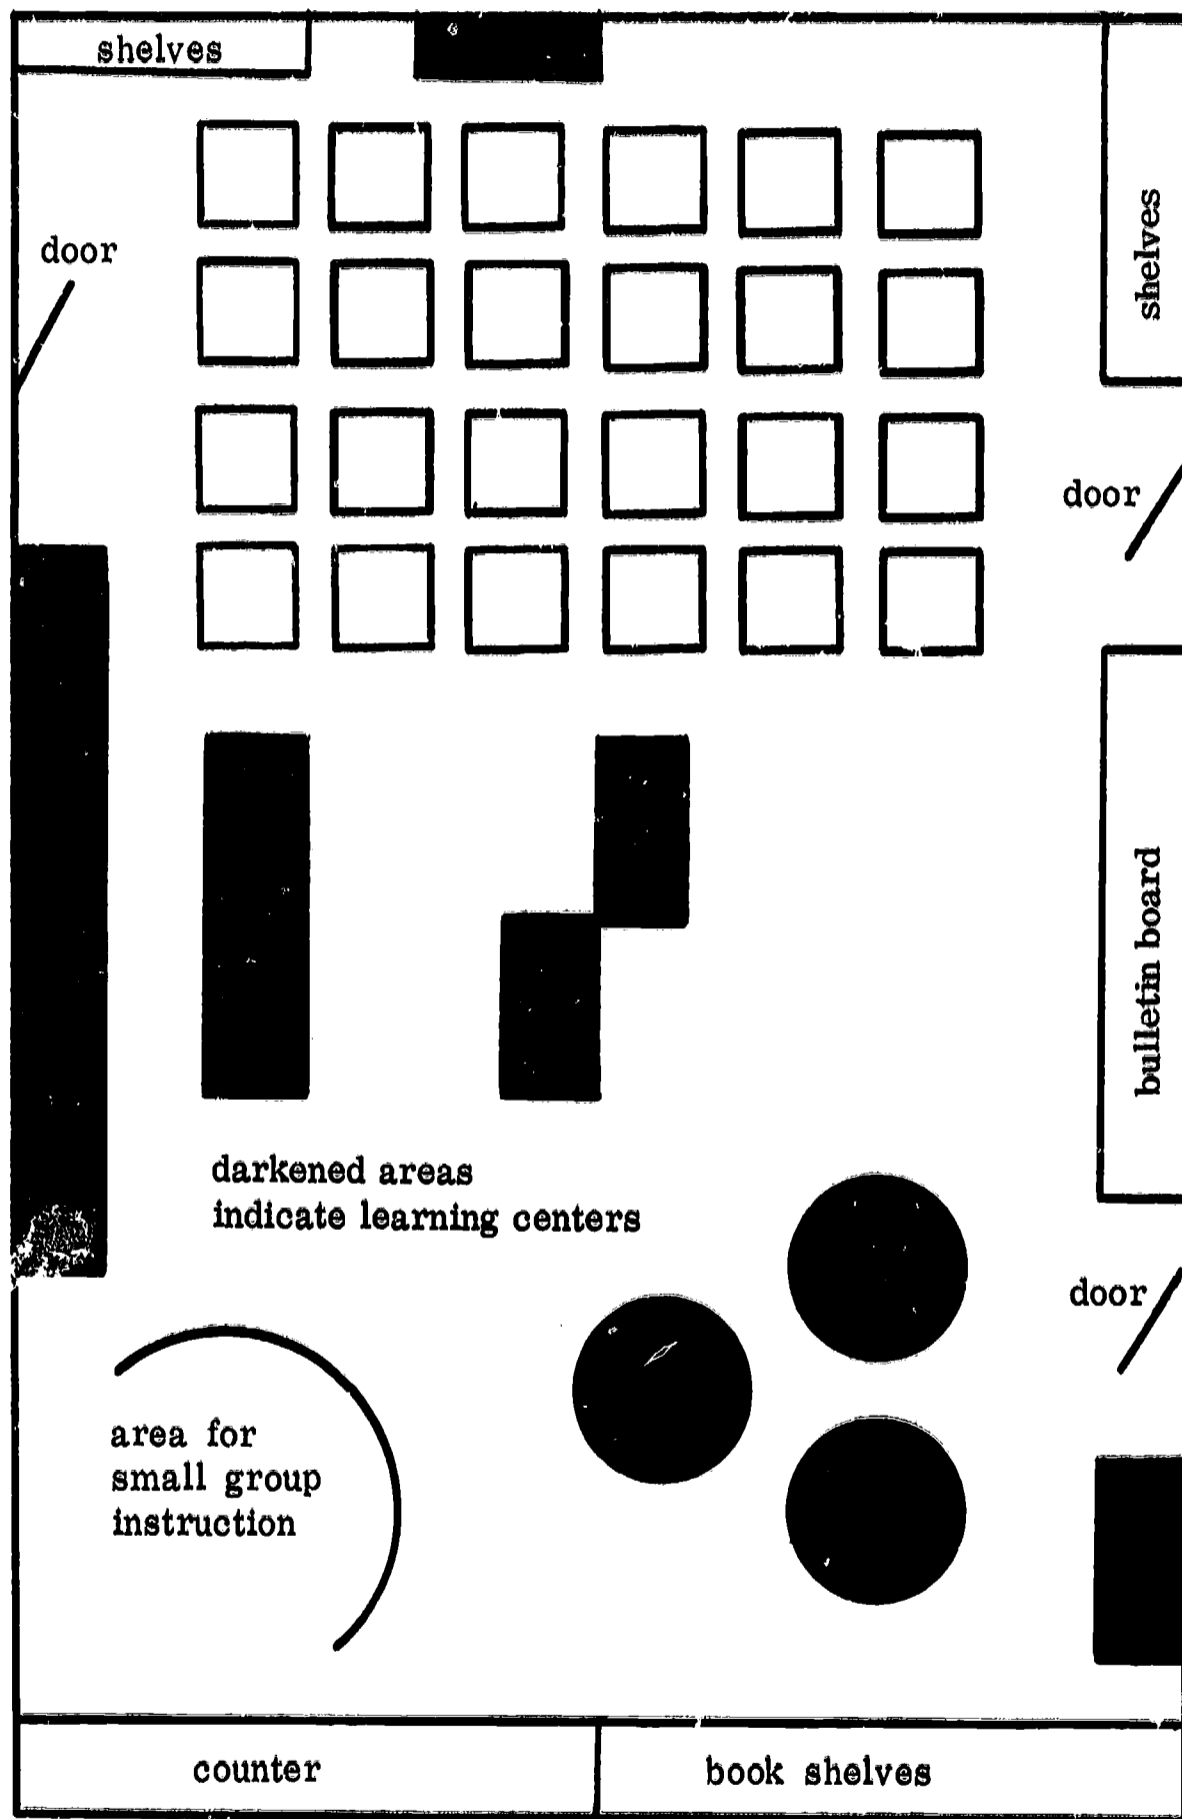 shelves
door
shelves
door
bulletin board
darkened areas
indicate learning centers
door
area for
small group
instruction
counter
book shelves